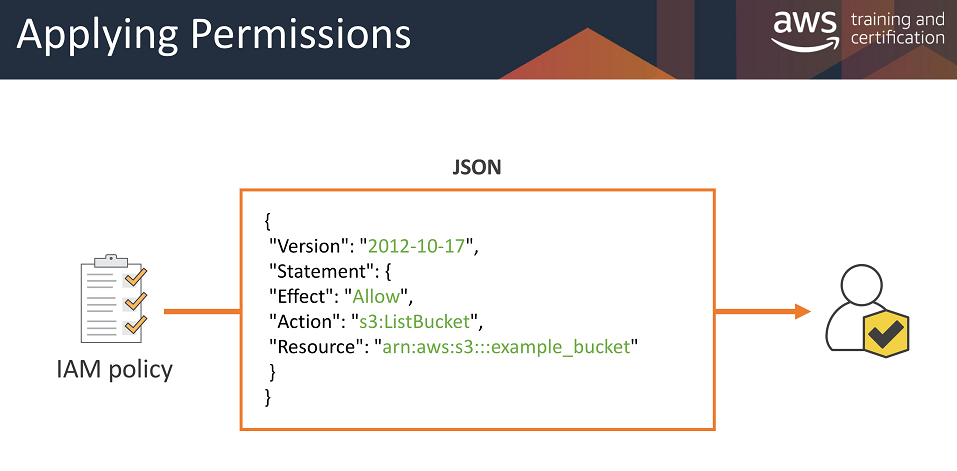 Applying Permissions
aws training and
certification
JSON
{
"Version": "2012-10-17",
"Statement": {
"Effect": "Allow",
"Action": "s3:ListBucket",
"Resource": "arn:aws:s3:::example_bucket"
}
}
IAM policy